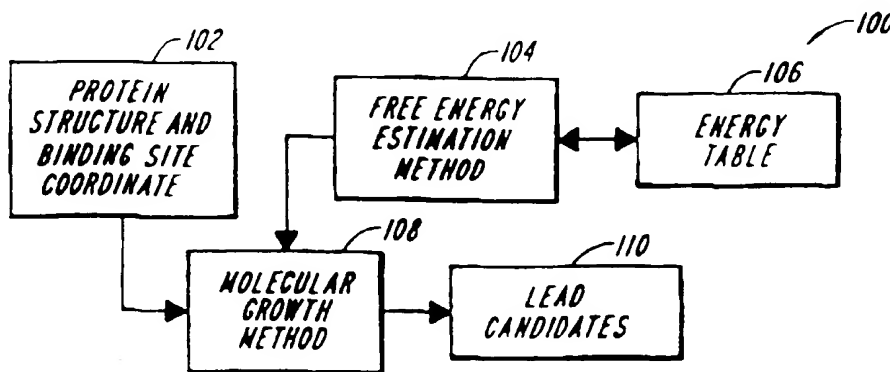 100
102
PROTEIN
STRUCTURE AND
BINDING SITE
COORDINATE
104
FREE ENERGY
ESTIMATION
METHOD
106
ENERGY
TABLE
108
MOLECULAR
GROWTH
METHOD
110
LEAD
CANDIDATES